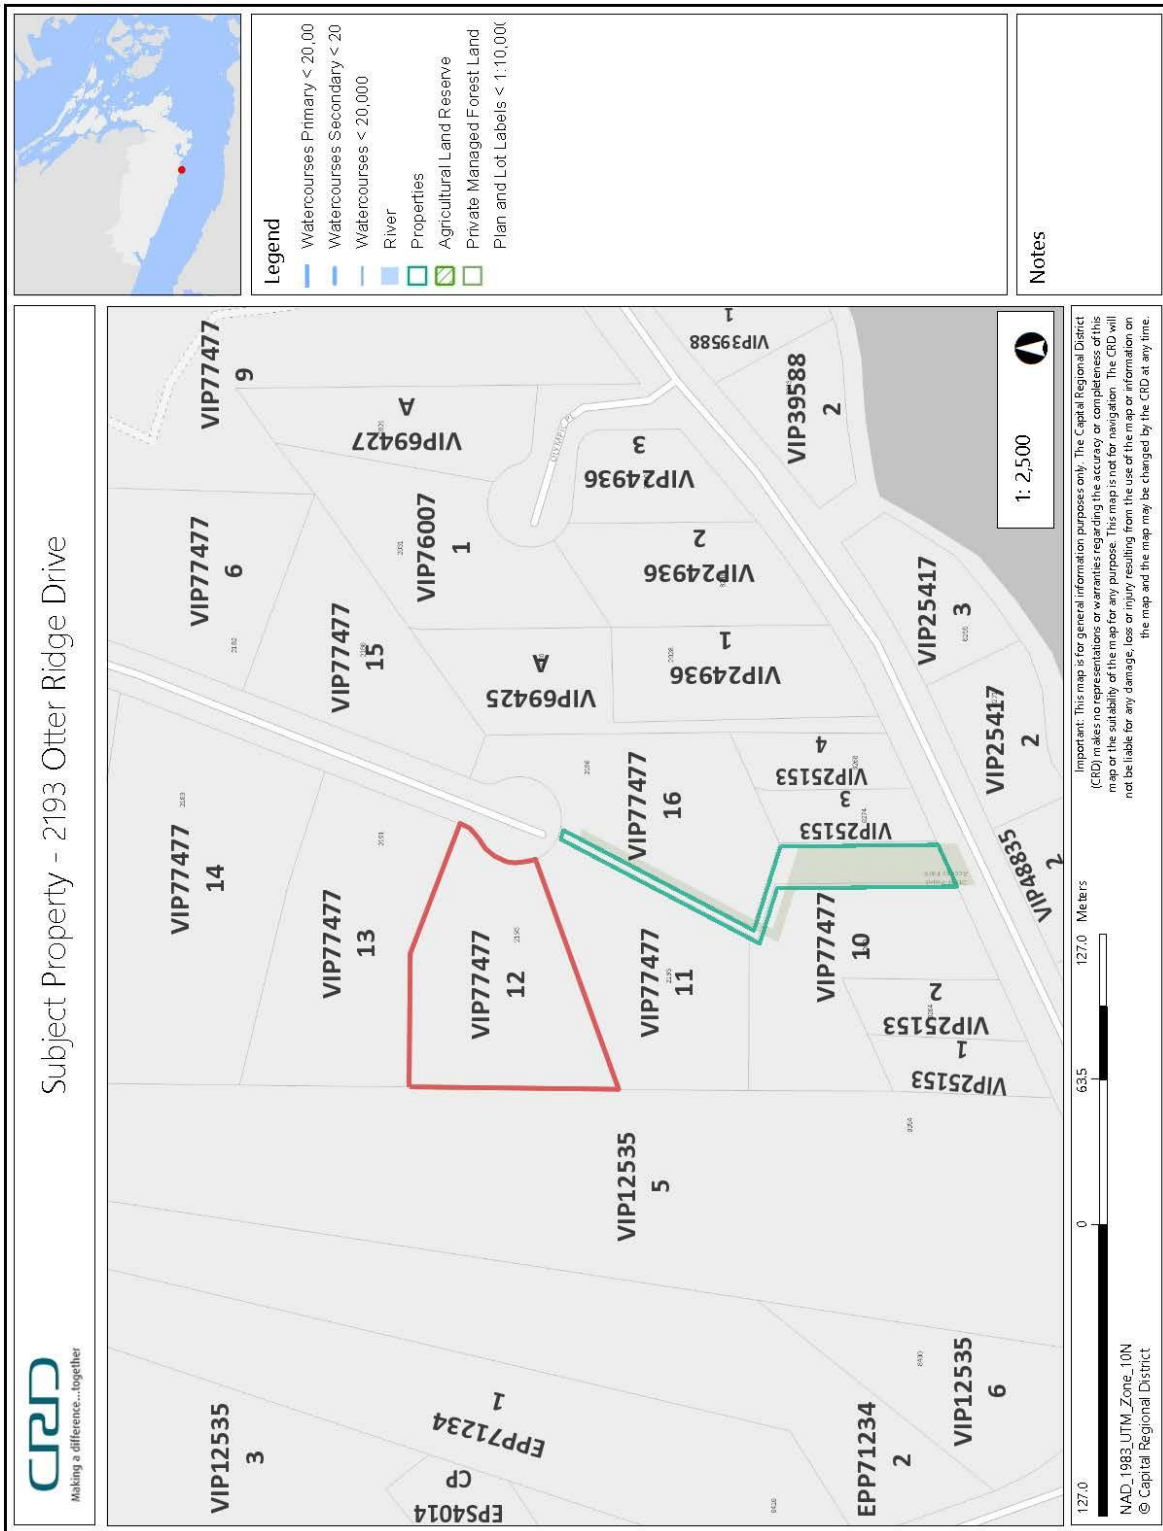 CRD
Making a difference...together
Subject Property - 2193 Otter Ridge Drive
Legend
Watercourses Primary < 20,00
Watercourses Secondary < 20
Watercourses < 20,000
River
Properties
Agricultural Land Reserve
Private Managed Forest Land
Plan and Lot Labels < 1:10,00(
Notes
VIP12535
3
EPS4014
CP
EPP71234
1
EPP71234
2
VIP12535
6
VIP12535
5
VIP77477
14
VIP77477
13
VIP77477
12
VIP77477
11
VIP77477
10
VIP25153
1
VIP25153
2
VIP25153
3
VIP25153
4
VIP77477
16
VIP77477
15
VIP77477
6
VIP77477
9
VIP69425
A
VIP76007
1
VIP69427
A
VIP24936
1
VIP24936
2
VIP24936
3
OLYMPIC PL
VIP48835
2
VIP25417
2
VIP25417
3
VIP39588
2
VIP39588
1
1: 2,500
127.0
0
63.5
127.0 Meters
NAD_1983_UTM_Zone_10N
© Capital Regional District
Important: This map is for general information purposes only. The Capital Regional District
(CRD) makes no representations or warranties regarding the accuracy or completeness of this
map or the suitability of the map for any purpose. This map is not for navigation. The CRD will
not be liable for any damage, loss or injury resulting from the use of the map or information on
the map and the map may be changed by the CRD at any time.